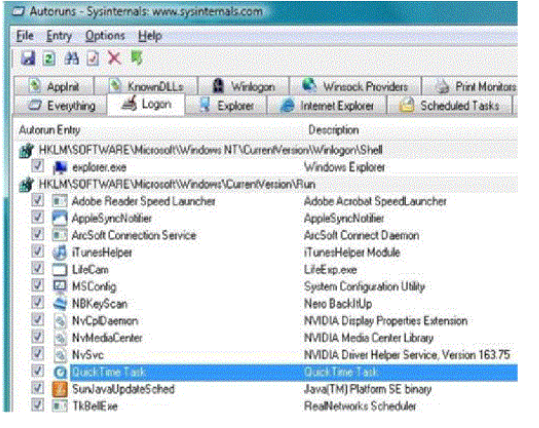 Autoruns - Sysinternals: www.sysinternals.com
File Entry Options Help
AppInit KnownDLLs Winlogon Winsock Providers Print Monitors
Everything Logon Explorer Internet Explorer Scheduled Tasks
Autorun Entry Description
HKLM\SOFTWARE\Microsoft\Windows NT\CurrentVersion\Winlogon\Shell
explorer.exe Windows Explorer
HKLM\SOFTWARE\Microsoft\Windows\CurrentVersion\Run
Adobe Reader Speed Launcher Adobe Acrobat SpeedLauncher
AppleSyncNotifier AppleSyncNotifier
ArcSoft Connection Service ArcSoft Connect Daemon
iTunesHelper iTunesHelper Module
LifeCam LifeExp.exe
MSConfig System Configuration Utility
NBKeyScan Nero BackItUp
NvCplDaemon NVIDIA Display Properties Extension
NvMediaCenter NVIDIA Media Center Library
NvSvc NVIDIA Driver Helper Service, Version 163.75
QuickTime Task QuickTime Task
SunJavaUpdateSched Java(TM) Platform SE binary
TkBellExe RealNetworks Scheduler